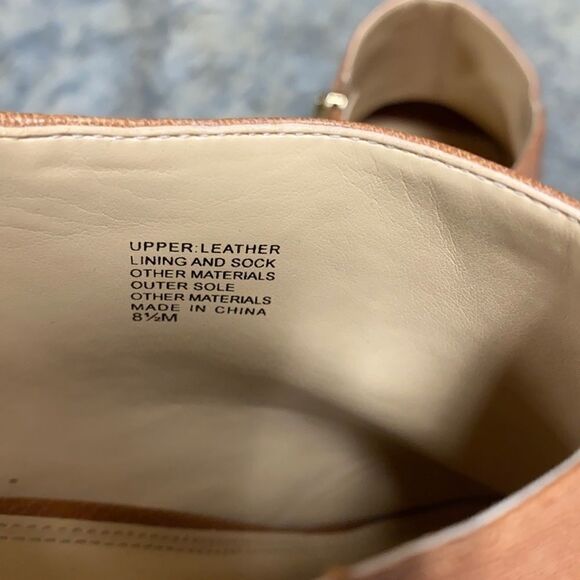 UPPER:LEATHER
LINING AND SOCK
OTHER MATERIALS
OUTER SOLE
OTHER MATERIALS
MADE IN CHINA
8½M